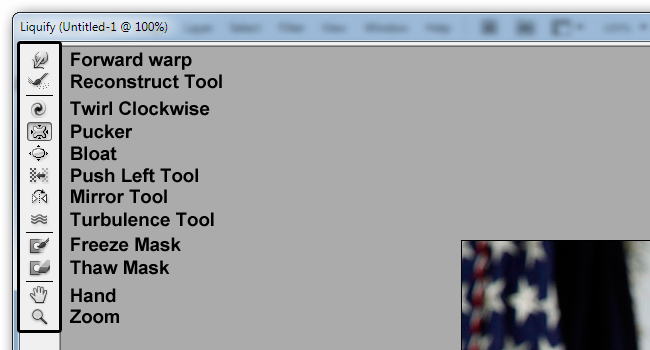 Liquify (Untitled-1 @ 100%)
Forward warp
Reconstruct Tool
Twirl Clockwise
Pucker
Bloat
Push Left Tool
Mirror Tool
Turbulence Tool
Freeze Mask
Thaw Mask
Hand
Zoom